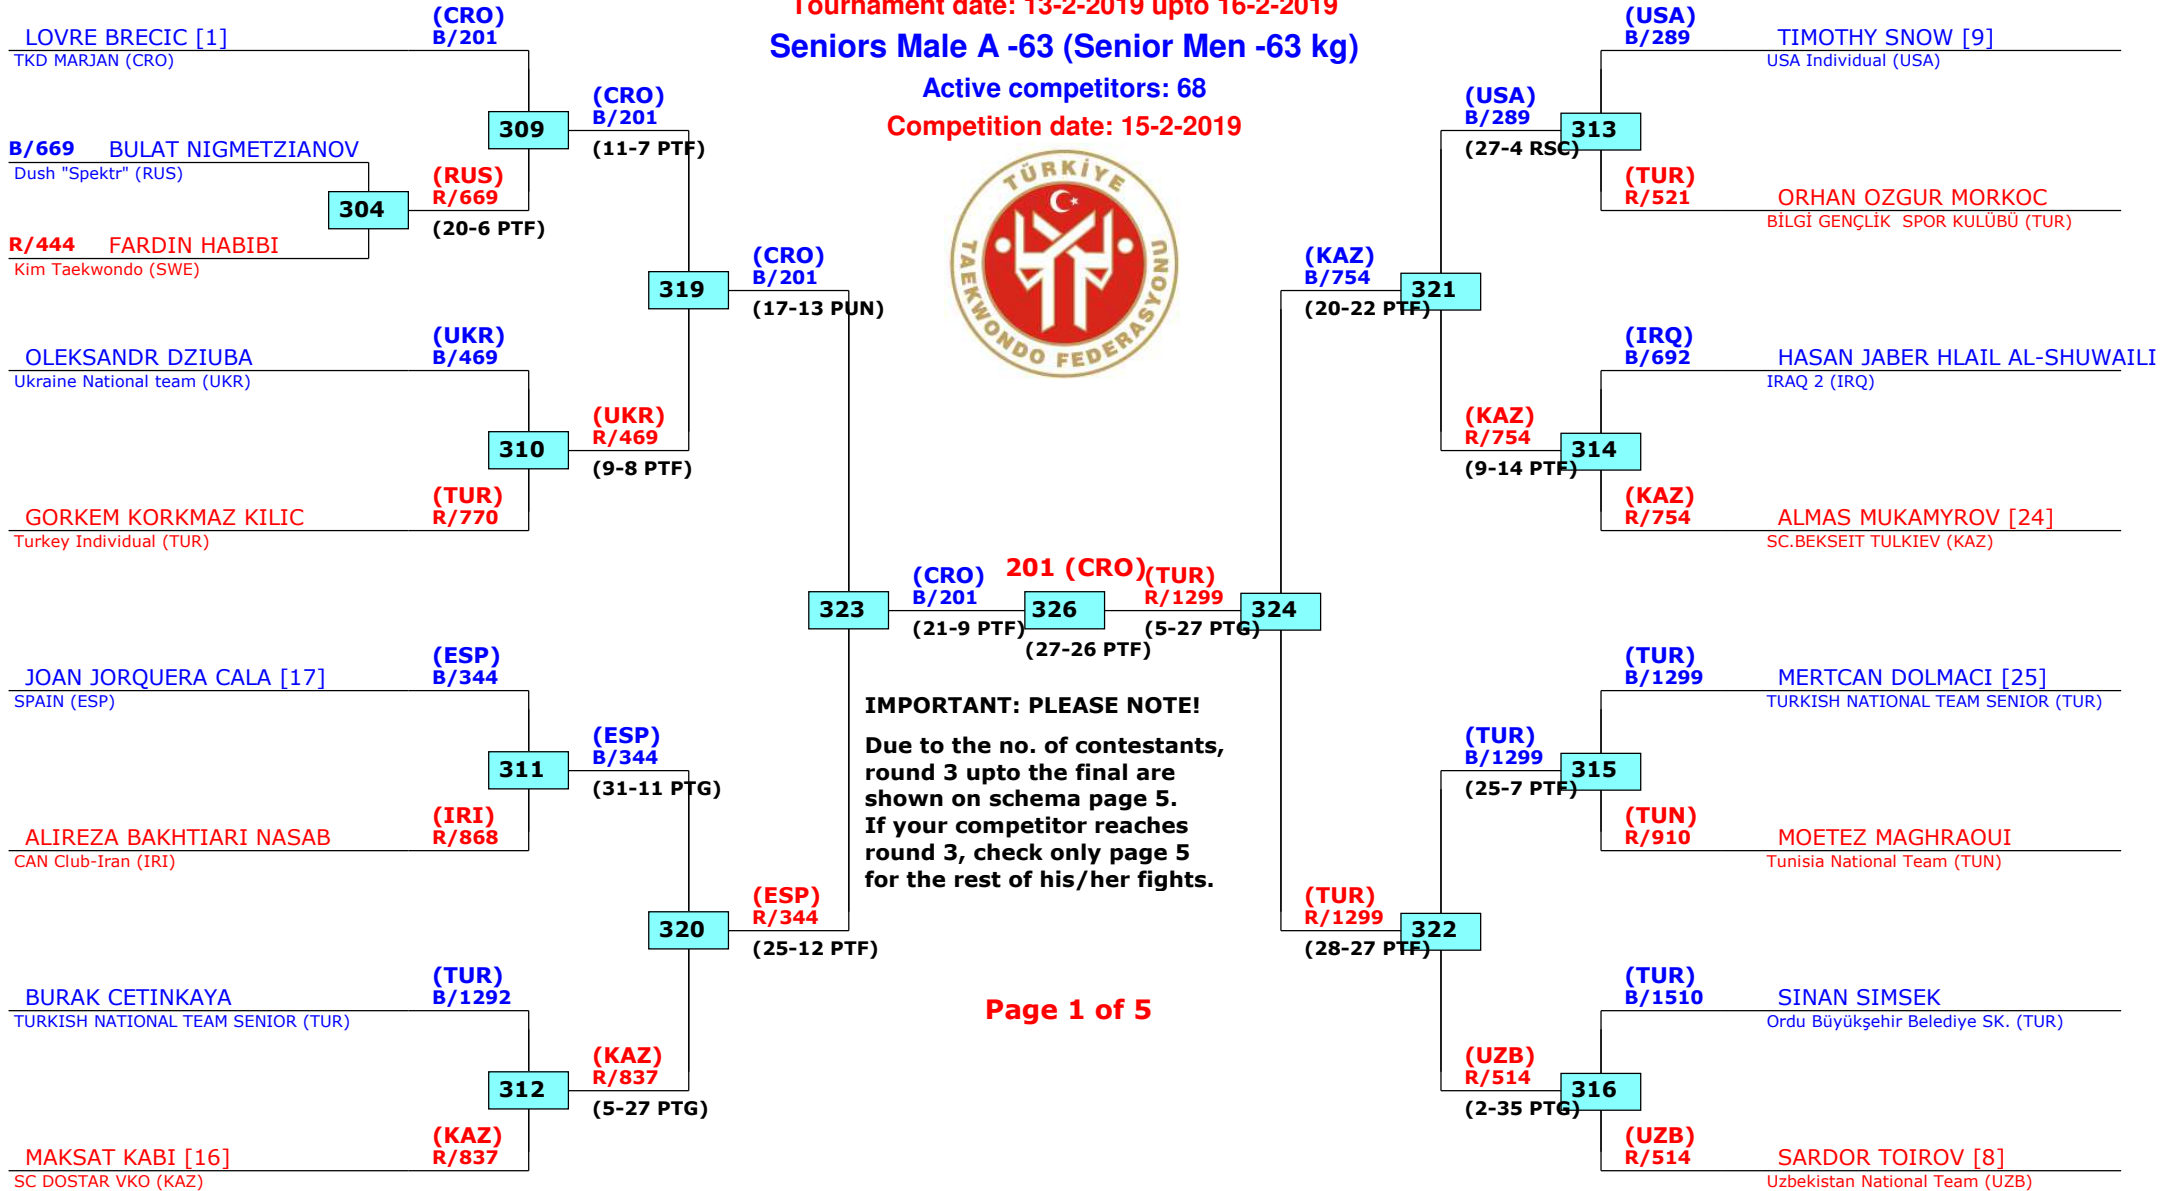 Tournament date: 13-2-2019 upto 16-2-2019
Seniors Male A -63 (Senior Men -63 kg)
Active competitors: 68
Competition date: 15-2-2019
TÜRKİYE
TAEKWONDO FEDERASYONU
LOVRE BRECIC [1]
TKD MARJAN (CRO)
(CRO)
B/201
B/669 BULAT NIGMETZIANOV
Dush "Spektr" (RUS)
304
R/444 FARDIN HABIBI
Kim Taekwondo (SWE)
(RUS)
R/669
(20-6 PTF)
309
(CRO)
B/201
(11-7 PTF)
OLEKSANDR DZIUBA
Ukraine National team (UKR)
(UKR)
B/469
310
GORKEM KORKMAZ KILIC
Turkey Individual (TUR)
(TUR)
R/770
(UKR)
R/469
(9-8 PTF)
319
(CRO)
B/201
(17-13 PUN)
JOAN JORQUERA CALA [17]
SPAIN (ESP)
(ESP)
B/344
311
ALIREZA BAKHTIARI NASAB
CAN Club-Iran (IRI)
(IRI)
R/868
(ESP)
B/344
(31-11 PTG)
BURAK CETINKAYA
TURKISH NATIONAL TEAM SENIOR (TUR)
(TUR)
B/1292
312
MAKSAT KABI [16]
SC DOSTAR VKO (KAZ)
(KAZ)
R/837
(KAZ)
R/837
(5-27 PTG)
320
(ESP)
R/344
(25-12 PTF)
323
(CRO)
B/201
(21-9 PTF)
201 (CRO)
326
(27-26 PTF)
(TUR)
R/1299
(5-27 PTG)
324
IMPORTANT: PLEASE NOTE!
Due to the no. of contestants,
round 3 upto the final are
shown on schema page 5.
If your competitor reaches
round 3, check only page 5
for the rest of his/her fights.
Page 1 of 5
(KAZ)
B/754
(20-22 PTF)
321
(USA)
B/289
(27-4 RSC)
313
(USA)
B/289
TIMOTHY SNOW [9]
USA Individual (USA)
(TUR)
R/521
ORHAN OZGUR MORKOC
BİLGİ GENÇLİK SPOR KULÜBÜ (TUR)
(KAZ)
R/754
(9-14 PTF)
314
(IRQ)
B/692
HASAN JABER HLAIL AL-SHUWAILI
IRAQ 2 (IRQ)
(KAZ)
R/754
ALMAS MUKAMYROV [24]
SC.BEKSEIT TULKIEV (KAZ)
(TUR)
R/1299
(28-27 PTF)
322
(TUR)
B/1299
(25-7 PTF)
315
(TUR)
B/1299
MERTCAN DOLMACI [25]
TURKISH NATIONAL TEAM SENIOR (TUR)
(TUN)
R/910
MOETEZ MAGHRAOUI
Tunisia National Team (TUN)
(UZB)
R/514
(2-35 PTG)
316
(TUR)
B/1510
SINAN SIMSEK
Ordu Büyükşehir Belediye SK. (TUR)
(UZB)
R/514
SARDOR TOIROV [8]
Uzbekistan National Team (UZB)